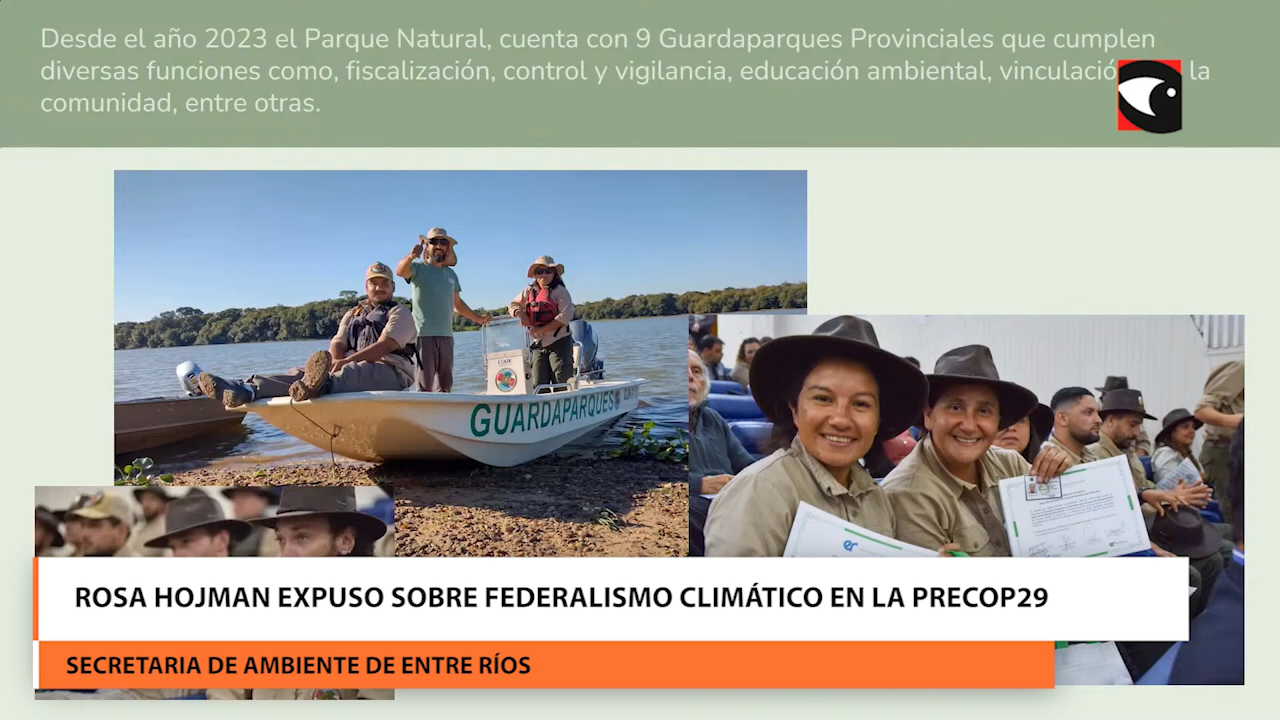 Desde el año 2023 el Parque Natural, cuenta con 9 Guardaparques Provinciales que cumplen
diversas funciones como, fiscalización, control y vigilancia, educación ambiental, la
comunidad, entre otras.
GUARDAPARQUES
er
ROSA HOJMAN EXPUSO SOBRE FEDERALISMO CLIMÁTICO EN LA PRECOP29
SECRETARIA DE AMBIENTE DE ENTRE RÍOS